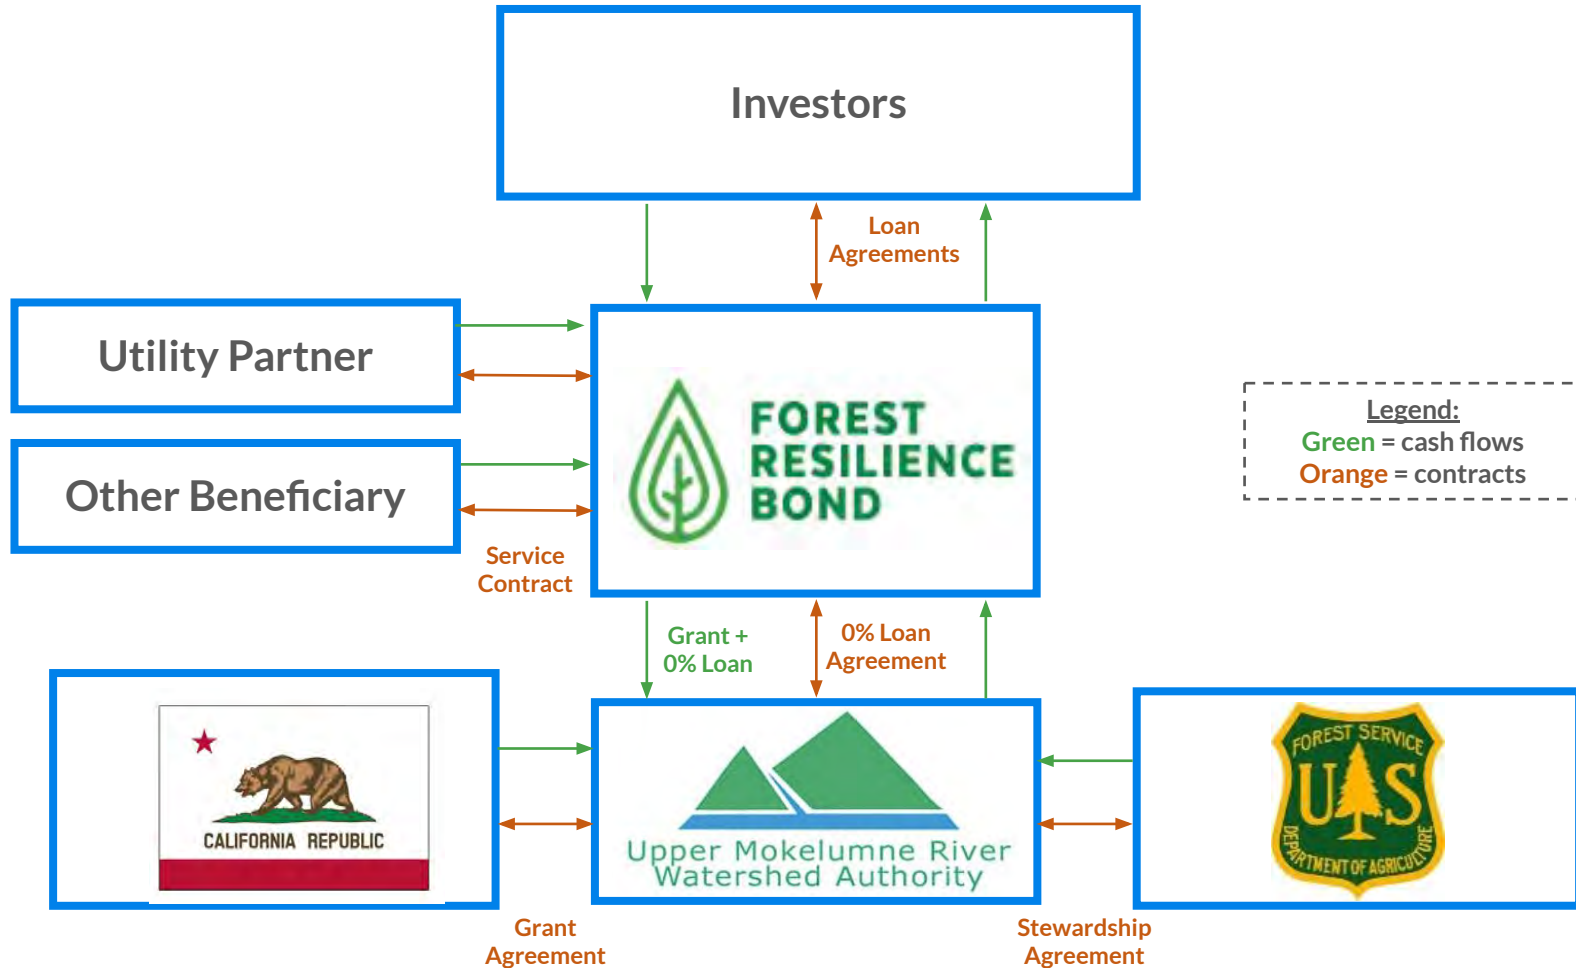 Investors
Loan
Agreements
Utility Partner
Other Beneficiary
FOREST
RESILIENCE
BOND
Service
Contract
Legend:
Green = cash flows
Orange = contracts
Grant +
0% Loan
0% Loan
Agreement
CALIFORNIA REPUBLIC
Upper Mokelumne River
Watershed Authority
FOREST SERVICE
U S
DEPARTMENT OF AGRICULTURE
Grant
Agreement
Stewardship
Agreement